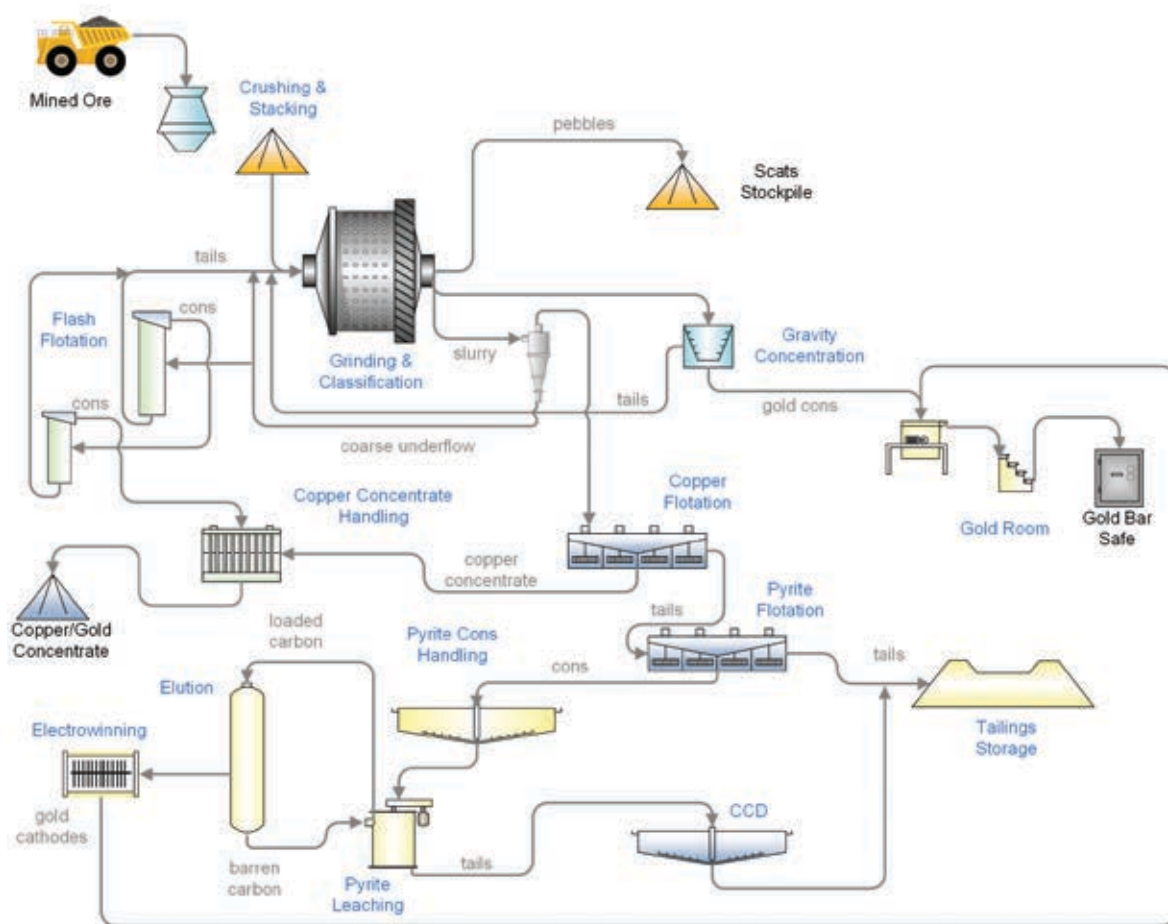 Mined Ore
Crushing &
Stacking
pebbles
Scats
Stockpile
tails
cons
Flash
Flotation
Grinding &
Classification
slurry
Gravity
Concentration
cons
tails
gold cons
coarse underflow
Copper Concentrate
Handling
Copper
Flotation
Gold Room
Gold Bar
Safe
copper
concentrate
Pyrite
Flotation
tails
Copper/Gold
Concentrate
loaded
carbon
Pyrite Cons
Handling
cons
tails
Elution
Electrowinning
Tailings
Storage
gold
cathodes
CCD
barren
carbon
tails
Pyrite
Leaching